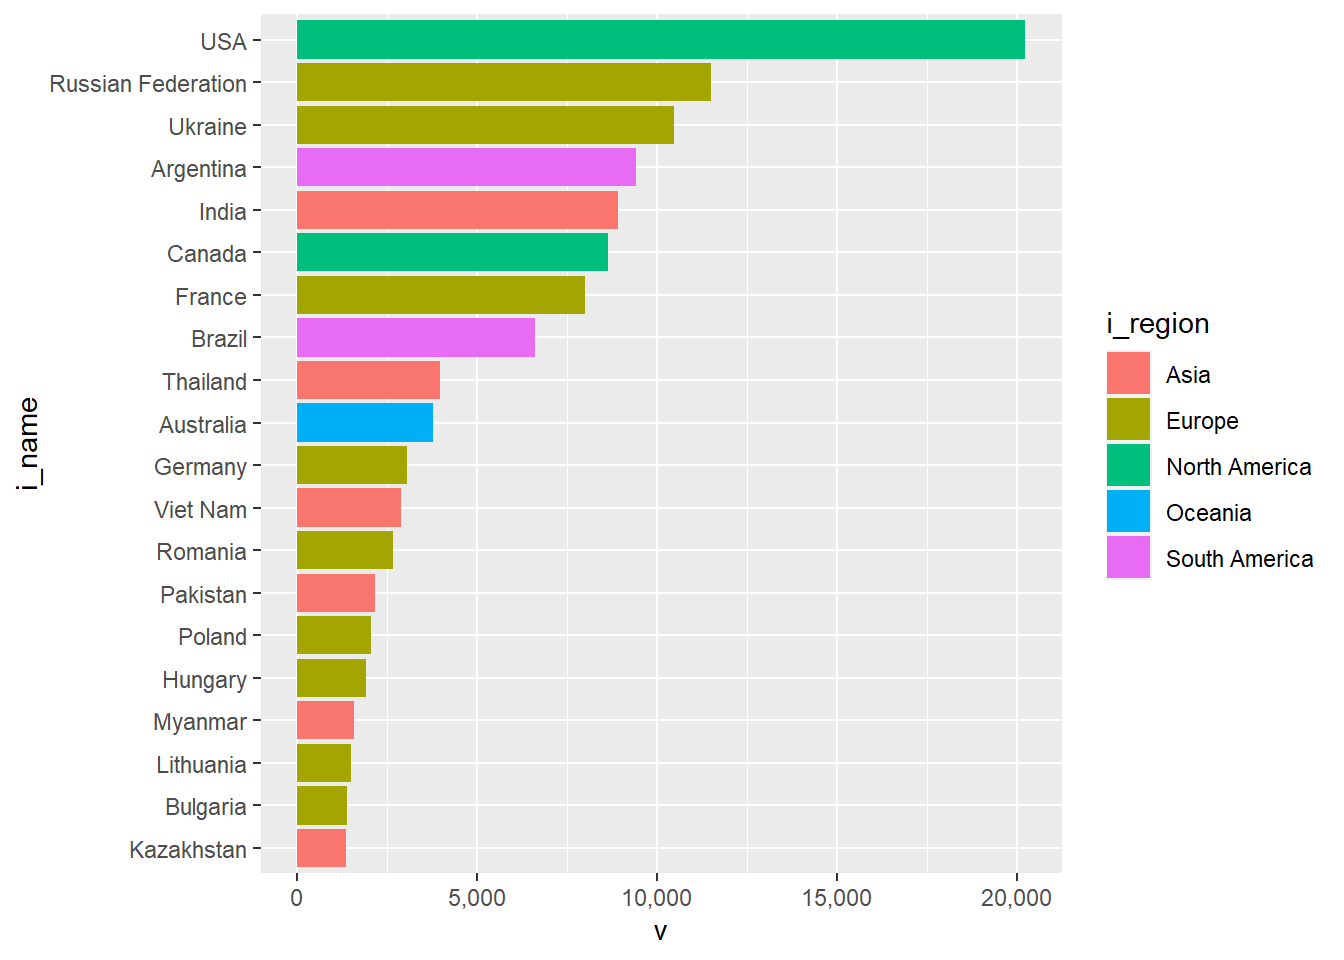 USA
Russian Federation
Ukraine
Argentina
India
Canada
France
Brazil
Thailand
Australia
Germany
Viet Nam
Romania
Pakistan
Poland
Hungary
Myanmar
Lithuania
Bulgaria
Kazakhstan
i_name
0 5,000 10,000 15,000 20,000
v
i_region
Asia
Europe
North America
Oceania
South America